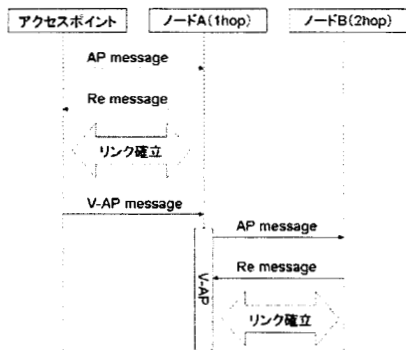 アクセスポイント
ノードA(1hop)
ノードB(2hop)
AP message
Re message
リンク確立
V-AP message
AP message
Re message
V-AP
リンク確立